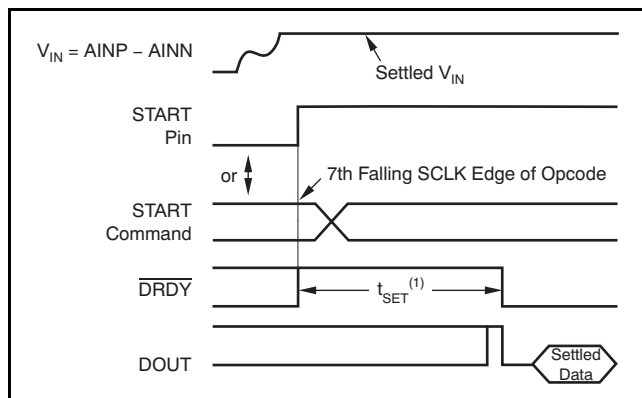 V_IN = AINP − AINN
Settled V_IN
START
Pin
or
7th Falling SCLK Edge of Opcode
START
Command
DRDY
t_SET(1)
DOUT
Settled
Data